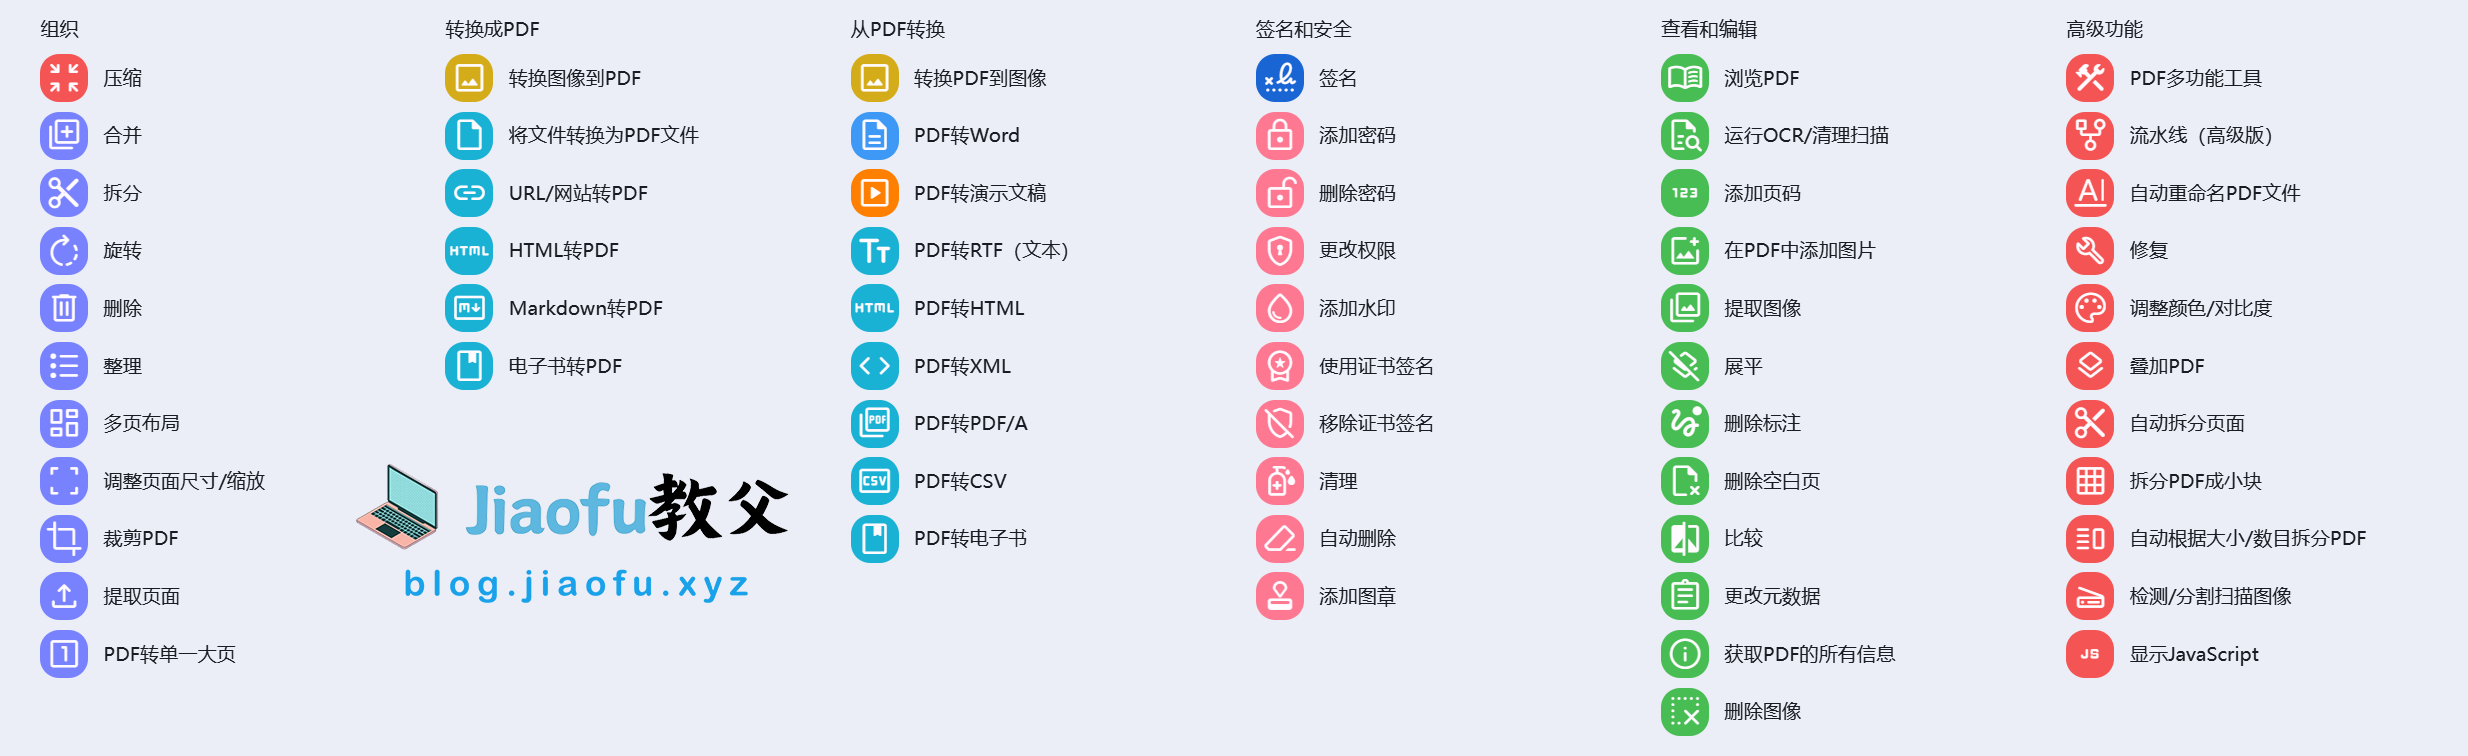 组织
压缩
合并
拆分
旋转
删除
整理
多页布局
调整页面尺寸/缩放
裁剪PDF
提取页面
1
PDF转单一大页
转换成PDF
转换图像到PDF
将文件转换为PDF文件
URL/网站转PDF
HTML
HTML转PDF
M
Markdown转PDF
电子书转PDF
Jiaofu教父
blog.jiaofu.xyz
从PDF转换
转换PDF到图像
PDF转Word
PDF转演示文稿
TT
PDF转RTF（文本）
HTML
PDF转HTML
PDF转XML
PDF
PDF转PDF/A
CSV
PDF转CSV
PDF转电子书
签名和安全
签名
添加密码
删除密码
更改权限
添加水印
使用证书签名
移除证书签名
清理
自动删除
添加图章
查看和编辑
浏览PDF
运行OCR/清理扫描
123
添加页码
在PDF中添加图片
提取图像
展平
删除标注
删除空白页
比较
更改元数据
获取PDF的所有信息
删除图像
高级功能
PDF多功能工具
流水线（高级版）
AI
自动重命名PDF文件
修复
调整颜色/对比度
叠加PDF
自动拆分页面
拆分PDF成小块
自动根据大小/数目拆分PDF
检测/分割扫描图像
JS
显示JavaScript